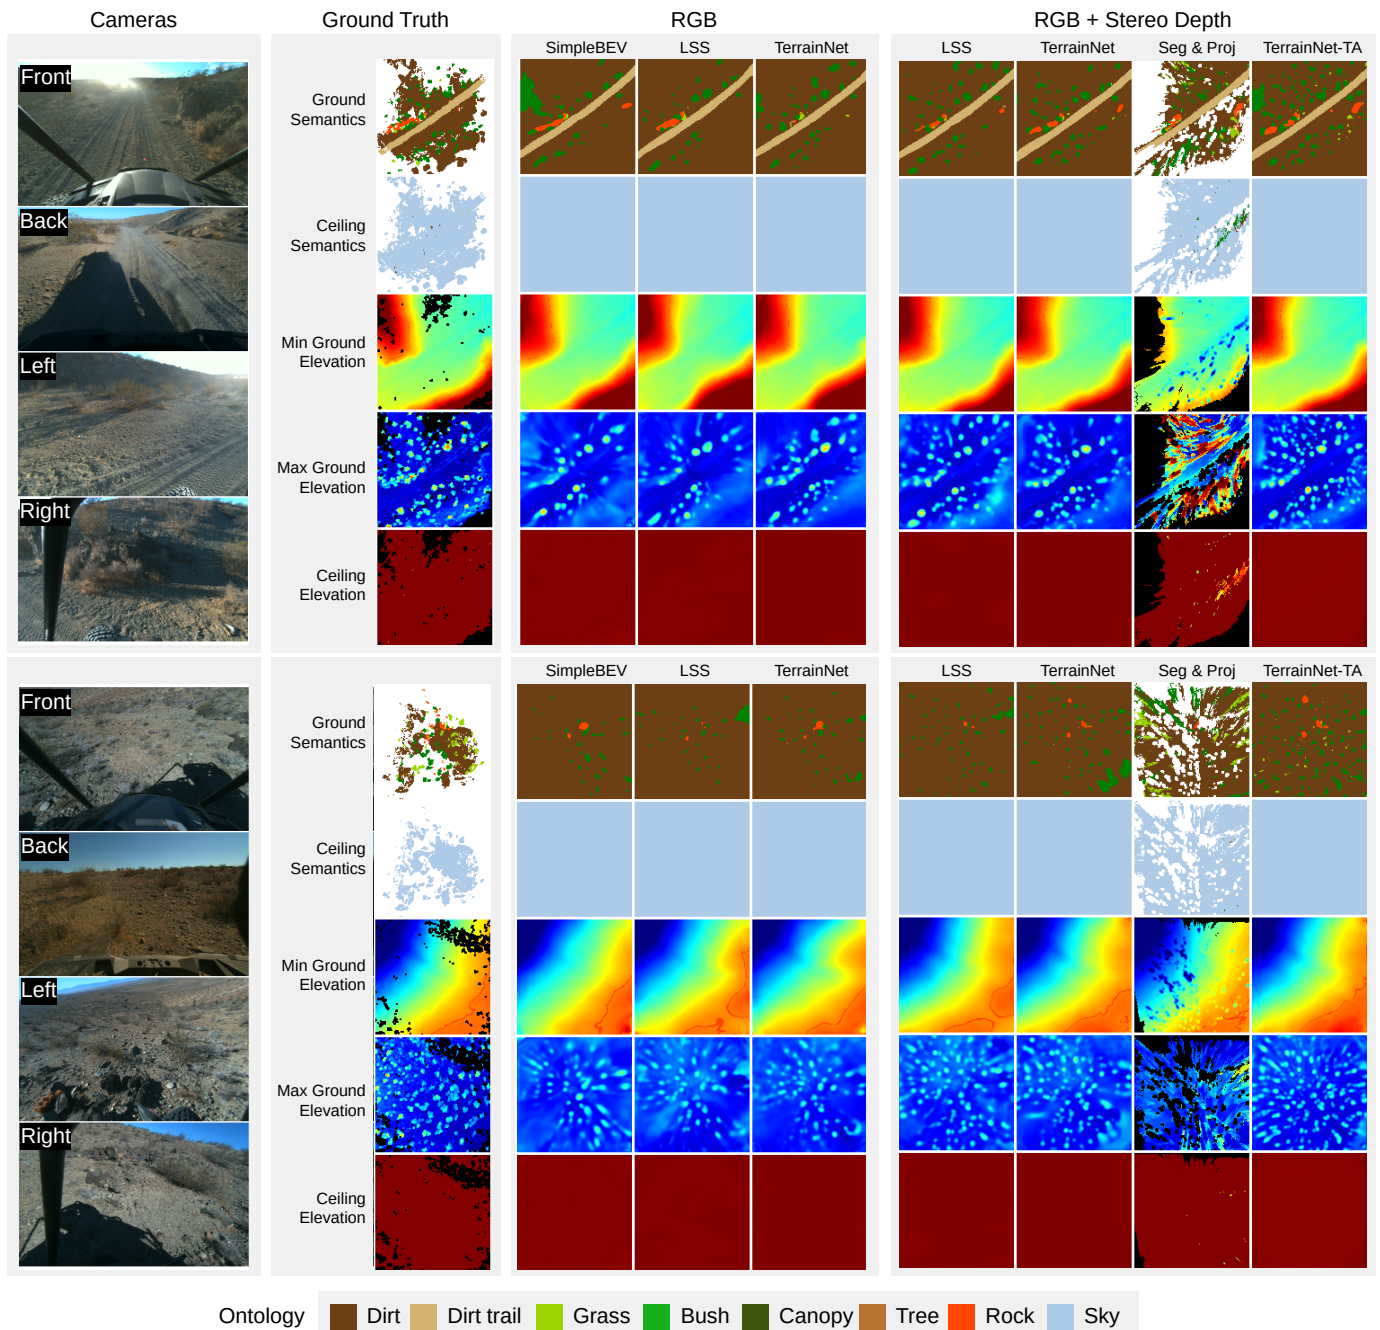 Cameras
Ground Truth
RGB
RGB + Stereo Depth
SimpleBEV
LSS
TerrainNet
LSS
TerrainNet
Seg & Proj
TerrainNet-TA
Front
Back
Left
Right
Ground
Semantics
Ceiling
Semantics
Min Ground
Elevation
Max Ground
Elevation
Ceiling
Elevation
SimpleBEV
LSS
TerrainNet
LSS
TerrainNet
Seg & Proj
TerrainNet-TA
Front
Back
Left
Right
Ground
Semantics
Ceiling
Semantics
Min Ground
Elevation
Max Ground
Elevation
Ceiling
Elevation
Ontology
Dirt
Dirt trail
Grass
Bush
Canopy
Tree
Rock
Sky